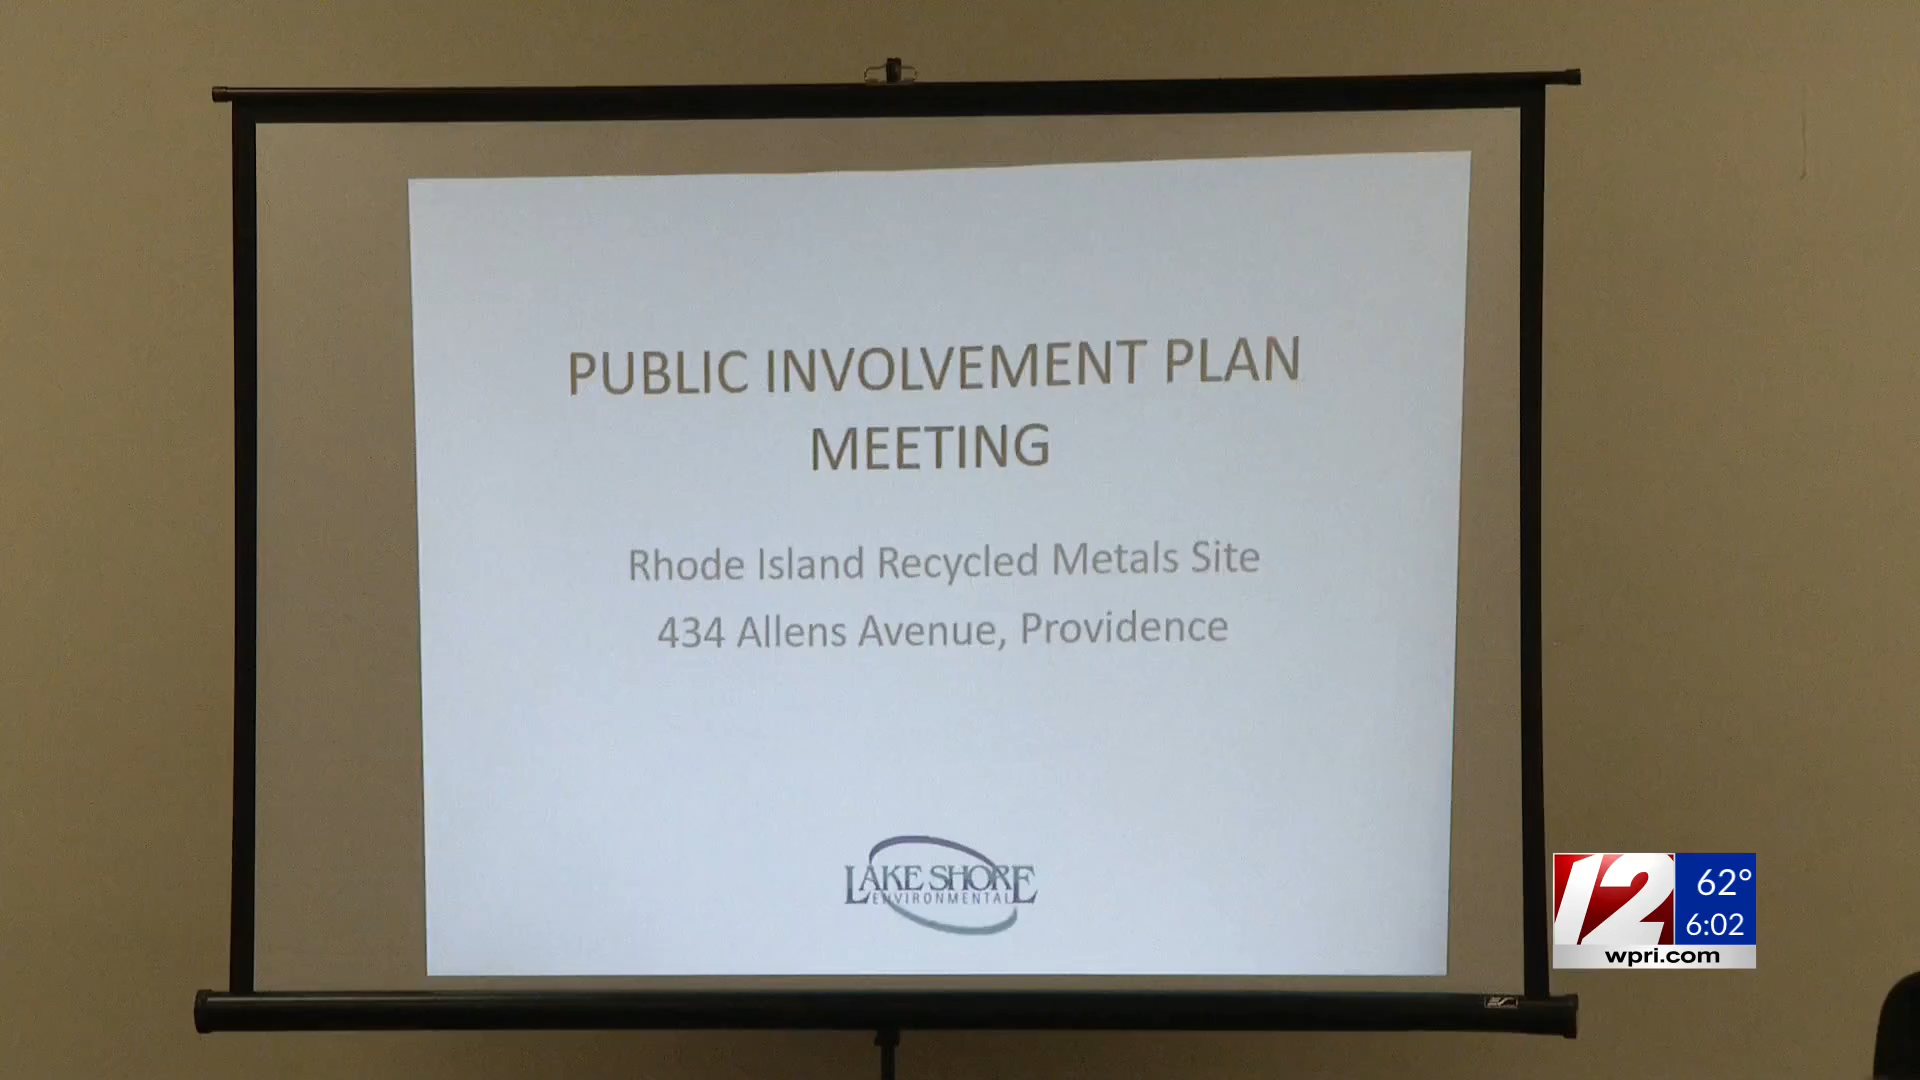 PUBLIC INVOLVEMENT PLAN
MEETING
Rhode Island Recycled Metals Site
434 Allens Avenue, Providence
LAKE SHORE
ENVIRONMENTAL
12
62°
6:02
wpri.com